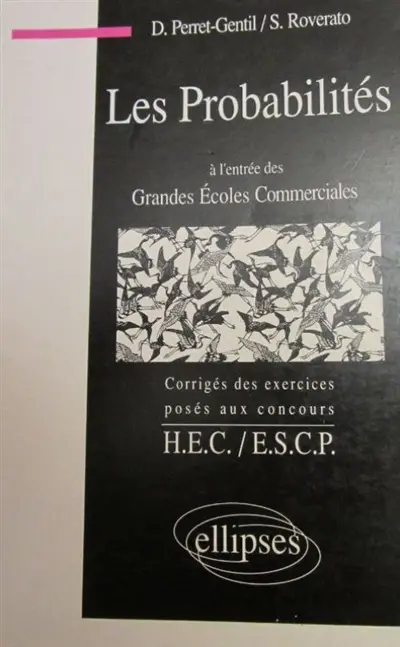 D. Perret-Gentil / S. Roverato
Les Probabilités
à l'entrée des
Grandes Écoles Commerciales
Corrigés des exercices
posés aux concours
H.E.C. / E.S.C.P.
ellipses